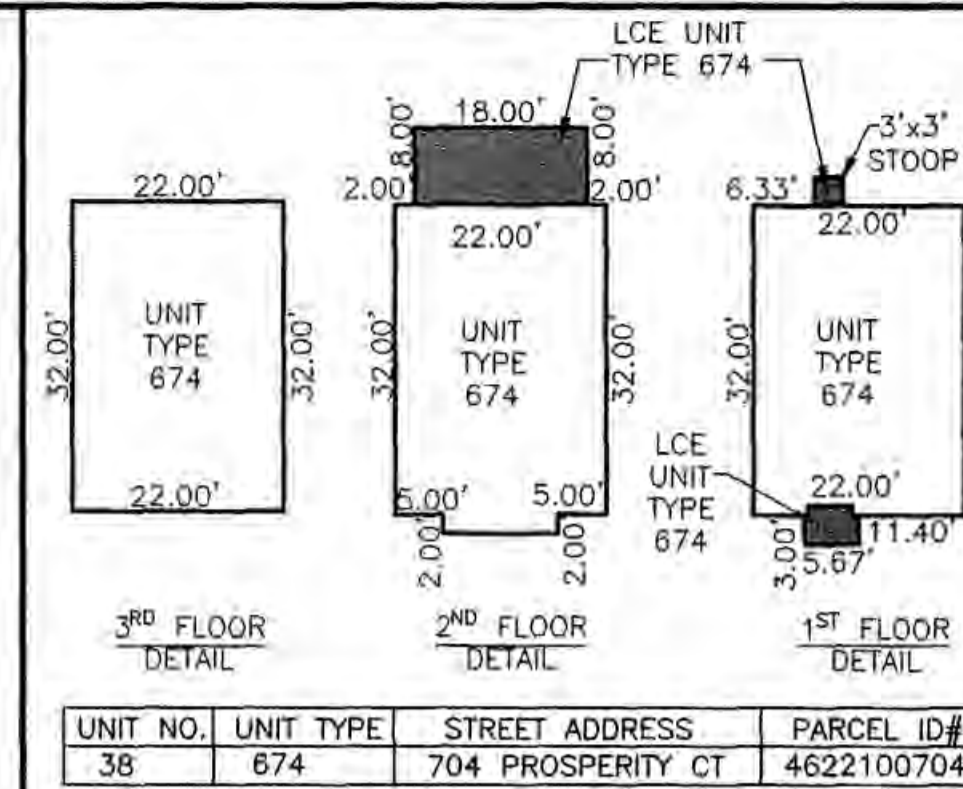 LCE UNIT
TYPE 674
22.00'
32.00'
UNIT
TYPE
674
32.00'
22.00'
3RD FLOOR
DETAIL
18.00'
8.00'
8.00'
2.00'
2.00'
22.00'
32.00'
UNIT
TYPE
674
32.00'
5.00'
2.00'
2.00'
2ND FLOOR
DETAIL
3'x3'
STOOP
6.33'
22.00'
32.00'
UNIT
TYPE
674
LCE
UNIT
TYPE
674
22.00'
11.40'
3.00'
5.67'
1ST FLOOR
DETAIL
UNIT NO. UNIT TYPE STREET ADDRESS PARCEL ID#
38 674 704 PROSPERITY CT 4622100704